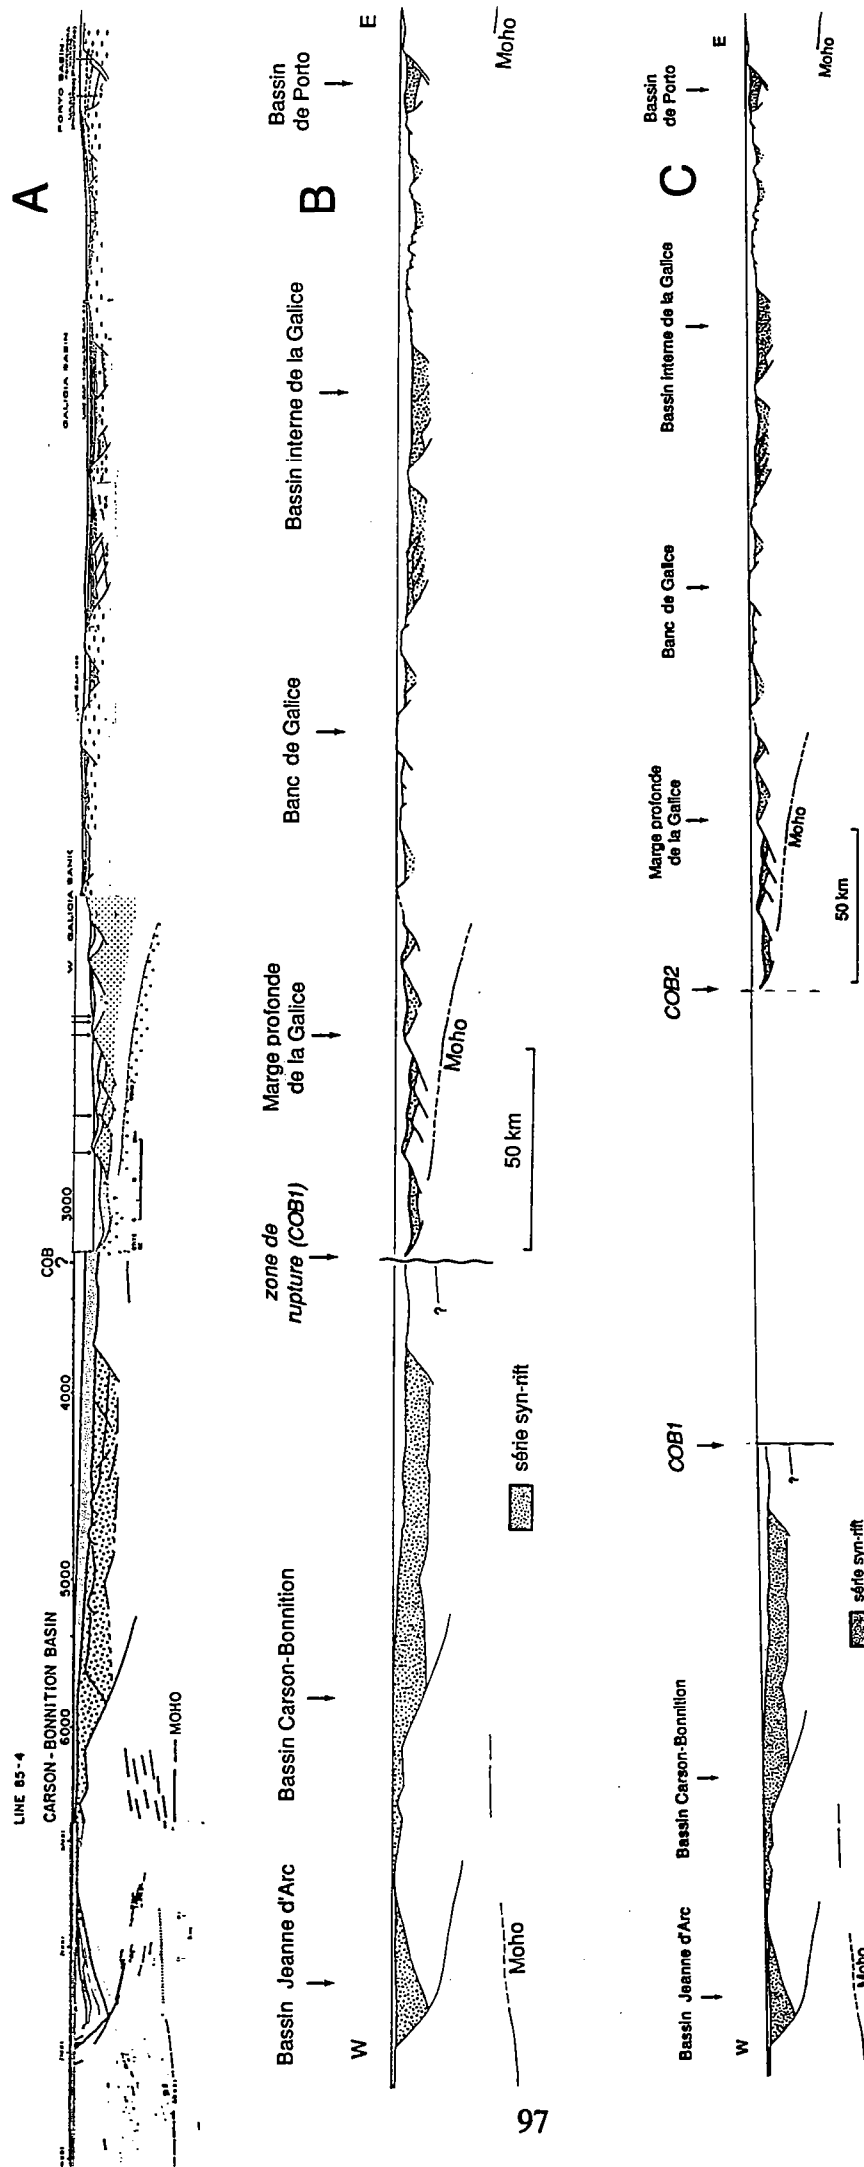 A
LINE 85-4
CARSON-BONNITION BASIN
6000
5000
4000
COB
?
3000
W GALICIA BANK
GALICIA BASIN
PORTO BASIN
MOHO
B
W
E
Bassin Jeanne d'Arc
Bassin Carson-Bonnition
zone de
rupture (COB1)
Marge profonde
de la Galice
Banc de Galice
Bassin interne de la Galice
Bassin
de Porto
Moho
?
Moho
Moho
série syn-rift
50 km
C
W
E
Bassin Jeanne d'Arc
Bassin Carson-Bonnition
COB1
COB2
Marge profonde
de la Galice
Banc de Galice
Bassin interne de la Galice
Bassin
de Porto
Moho
?
Moho
Moho
série syn-rift
50 km
97